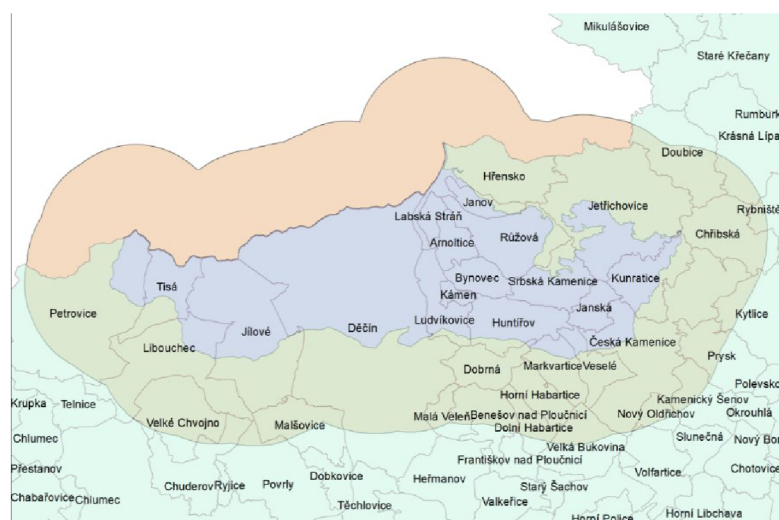 Mikulášovice
Staré Křečany
Rumburk
Krásná Lípa
Doubice
Hřensko
Janov
Jetřichovice
Labská Stráň
Rybniště
Chřibská
Arnoltice
Růžová
Bynovec
Srbská Kamenice
Kunratice
Tisá
Kámen
Petrovice
Ludvíkovice
Huntířov
Janská
Kytlice
Jílové
Děčín
Česká Kamenice
Libouchec
Prysk
Dobrná
Markvartice
Veselé
Polevsko
Horní Habartice
Kamenický Šenov
Krupka
Telnice
Velké Chvojno
Malšovice
Malá Veleň
Benešov nad Ploučnicí
Nový Oldřichov
Okrouhlá
Dolní Habartice
Chlumec
Slunečná
Nový Bor
Velká Bukovina
Františkov nad Ploučnicí
Přestanov
Chuderov
Ryjice
Povrly
Dobkovice
Heřmanov
Starý Šachov
Volfartice
Chotovice
Chabařovice
Chlumec
Těchlovice
Valkeřice
Horní Police
Horní Libchava